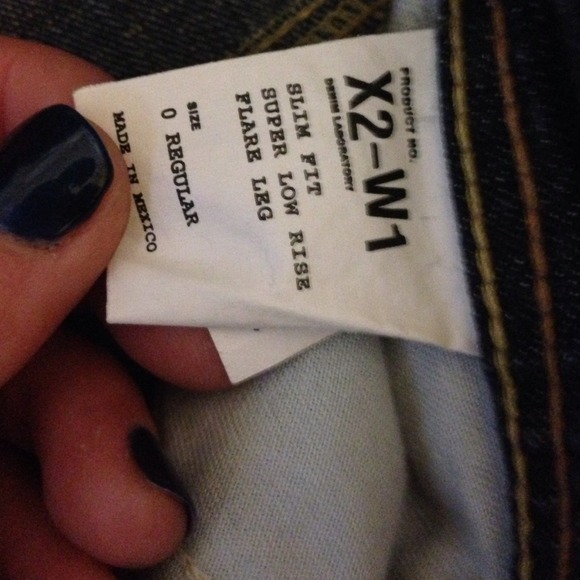 PRODUCT NO.
X2-W1
DENIM LABORATORY
SLIM FIT
SUPER LOW RISE
FLARE LEG
SIZE
0 REGULAR
MADE IN MEXICO